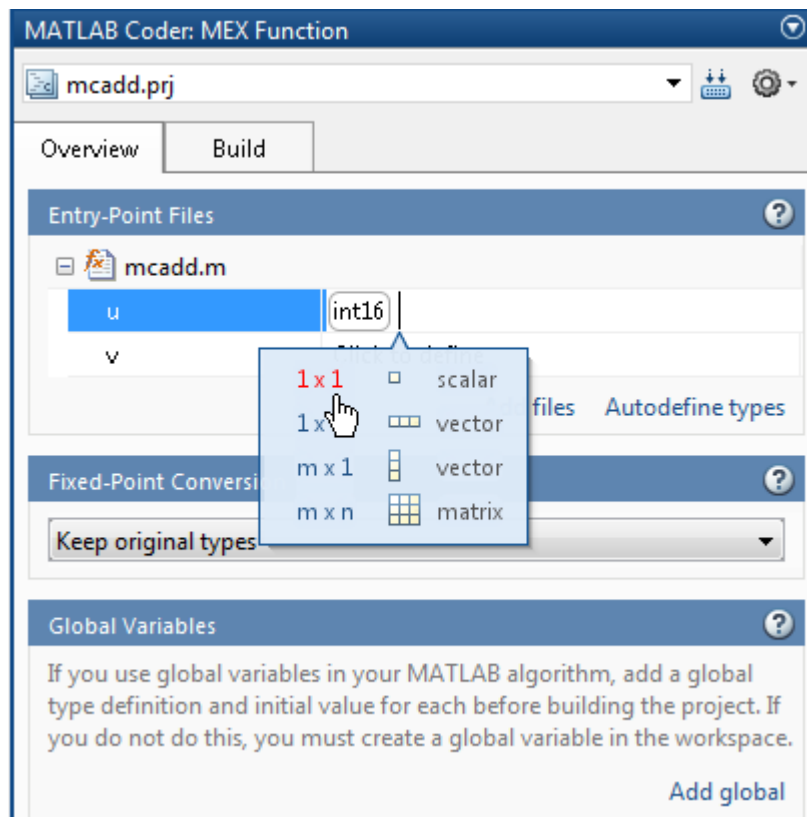 MATLAB Coder: MEX Function
mcadd.prj
Overview Build
Entry-Point Files
mcadd.m
u int16
v
1 x 1 scalar
1 x vector
files Autodefine types
m x 1 vector
m x n matrix
Fixed-Point Conversi
Keep original types
Global Variables
If you use global variables in your MATLAB algorithm, add a global
type definition and initial value for each before building the project. If
you do not do this, you must create a global variable in the workspace.
Add global